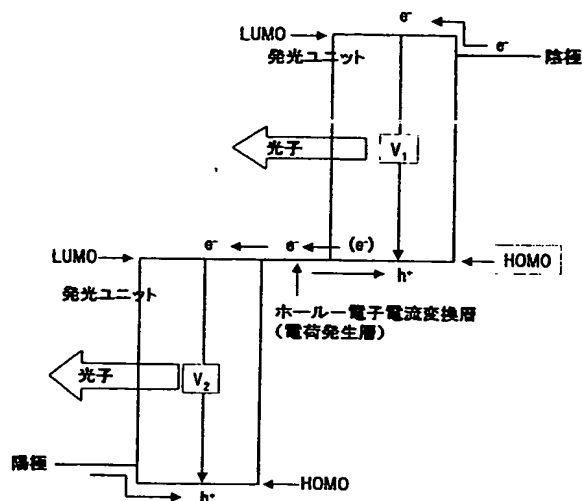 LUMO
e⁻
e⁻
発光ユニット
陰極
光子
V₁
e⁻
e⁻
(e⁻)
LUMO
HOMO
h⁺
発光ユニット
ホールー電子電流変換層
(電荷発生層)
光子
V₂
陽極
HOMO
h⁺